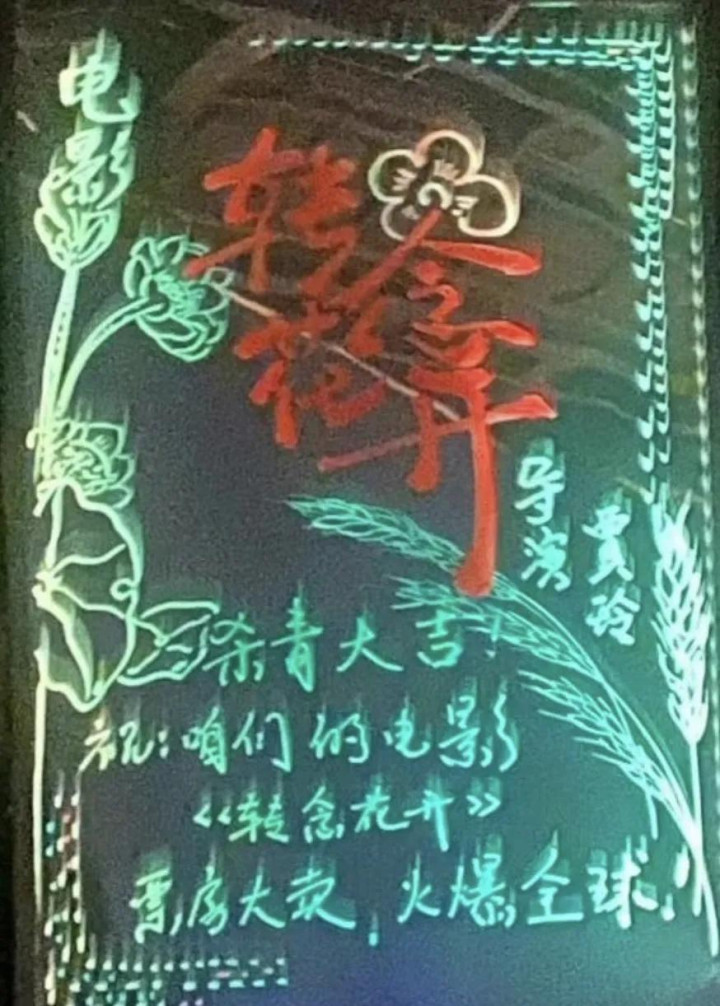 电影
转念
花开
导演
贾玲
杀青大吉!
祝:咱们的电影
《转念花开》
票房大卖,火爆全球!